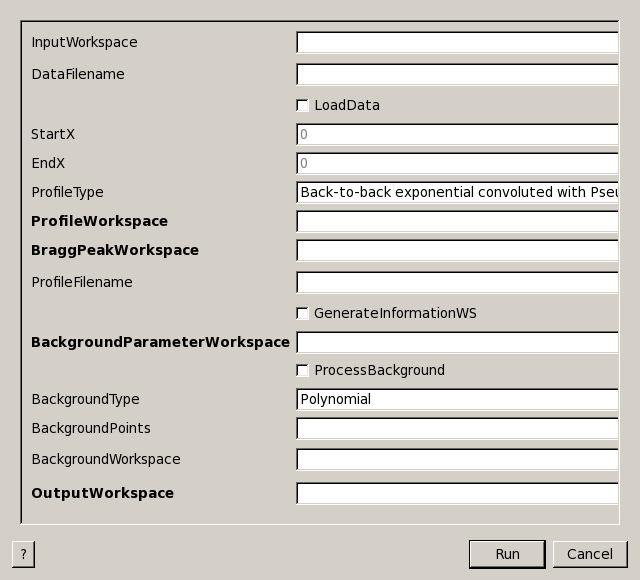 InputWorkspace
DataFilename
LoadData
StartX 0
EndX 0
ProfileType Back-to-back exponential convoluted with Pseu
ProfileWorkspace
BraggPeakWorkspace
ProfileFilename
GenerateInformationWS
BackgroundParameterWorkspace
ProcessBackground
BackgroundType Polynomial
BackgroundPoints
BackgroundWorkspace
OutputWorkspace
? Run Cancel